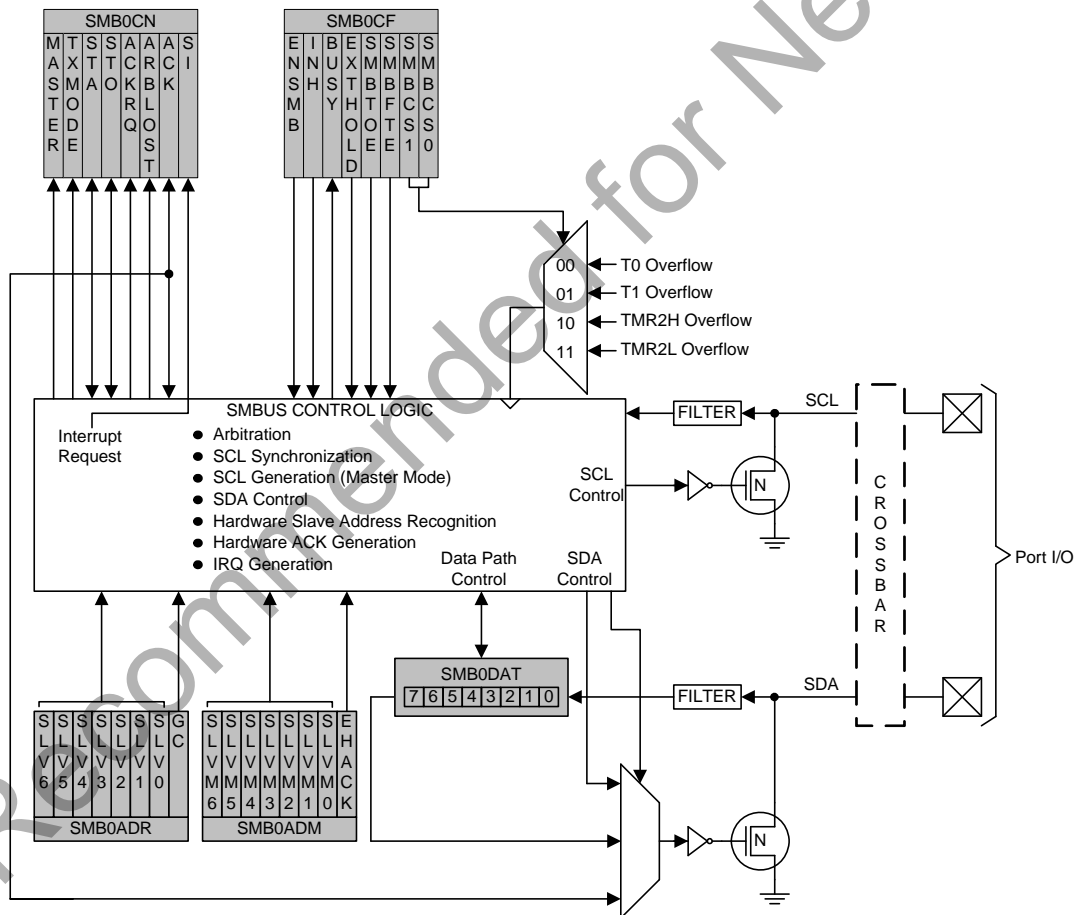 SMB0CN
MASTER
TXMODE
STA
STO
ACKRQ
ARBLOST
ACK
SI
SMB0CF
ENSMB
INH
BUSY
EXTHOLD
SMBTOE
SMBFTE
SMBCS1
SMBCS0
00 T0 Overflow
01 T1 Overflow
10 TMR2H Overflow
11 TMR2L Overflow
SMBUS CONTROL LOGIC
Interrupt
Request
● Arbitration
● SCL Synchronization
● SCL Generation (Master Mode)
● SDA Control
● Hardware Slave Address Recognition
● Hardware ACK Generation
● IRQ Generation
Data Path
Control
SCL
Control
SDA
Control
FILTER
SCL
N
CROSSBAR
Port I/O
SMB0DAT
7 6 5 4 3 2 1 0
FILTER
SDA
N
SLV6
SLV5
SLV4
SLV3
SLV2
SLV1
SLV0
GC
SMB0ADR
SLVM6
SLVM5
SLVM4
SLVM3
SLVM2
SLVM1
SLVM0
EHACK
SMB0ADM
Recommended for Ne